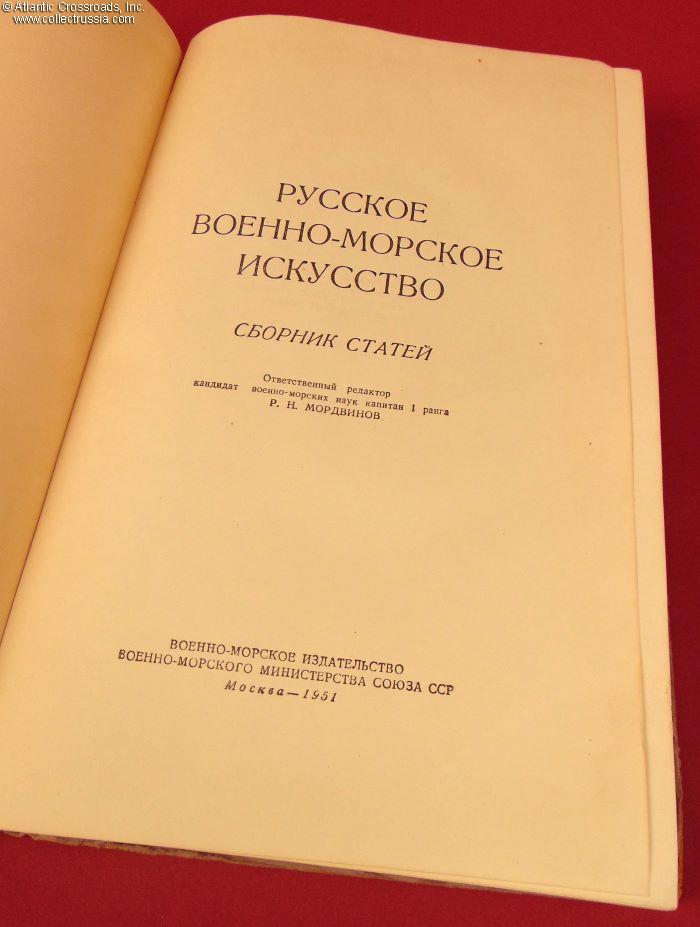 © Atlantic Crossroads, Inc.
www.collectrussia.com
РУССКОЕ
ВОЕННО-МОРСКОЕ
ИСКУССТВО
СБОРНИК СТАТЕЙ
Ответственный редактор
кандидат военно-морских наук капитан 1 ранга
Р. Н. МОРДВИНОВ
ВОЕННО-МОРСКОЕ ИЗДАТЕЛЬСТВО
ВОЕННО-МОРСКОГО МИНИСТЕРСТВА СОЮЗА ССР
Москва—1951